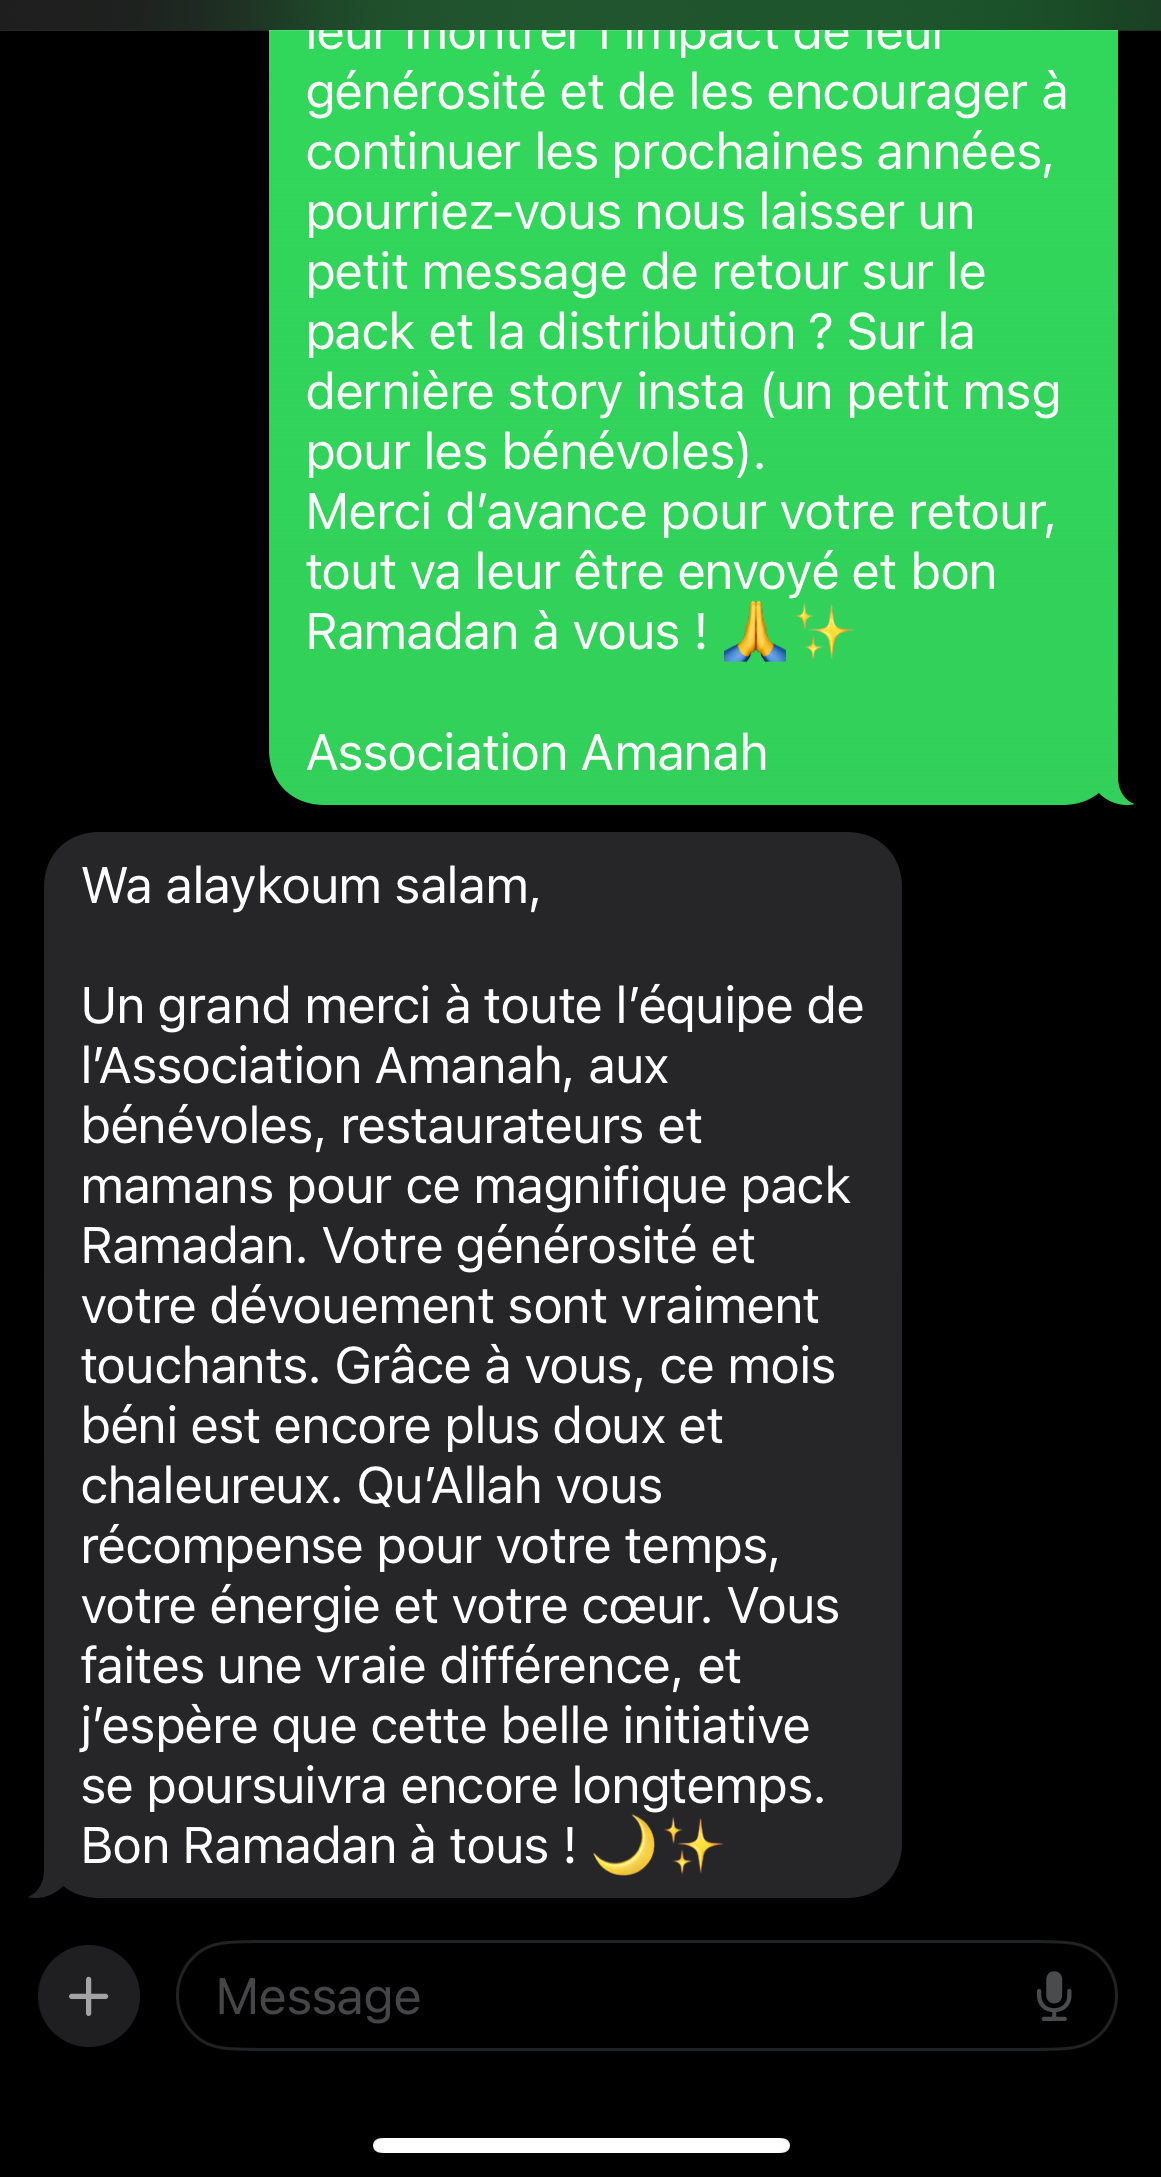 leur montrer l'impact de leur
générosité et de les encourager à
continuer les prochaines années,
pourriez-vous nous laisser un
petit message de retour sur le
pack et la distribution ? Sur la
dernière story insta (un petit msg
pour les bénévoles).
Merci d’avance pour votre retour,
tout va leur être envoyé et bon
Ramadan à vous ! 🙏✨
Association Amanah
Wa alaykoum salam,
Un grand merci à toute l’équipe de
l’Association Amanah, aux
bénévoles, restaurateurs et
mamans pour ce magnifique pack
Ramadan. Votre générosité et
votre dévouement sont vraiment
touchants. Grâce à vous, ce mois
béni est encore plus doux et
chaleureux. Qu’Allah vous
récompense pour votre temps,
votre énergie et votre cœur. Vous
faites une vraie différence, et
j’espère que cette belle initiative
se poursuivra encore longtemps.
Bon Ramadan à tous ! 🌙✨
Message